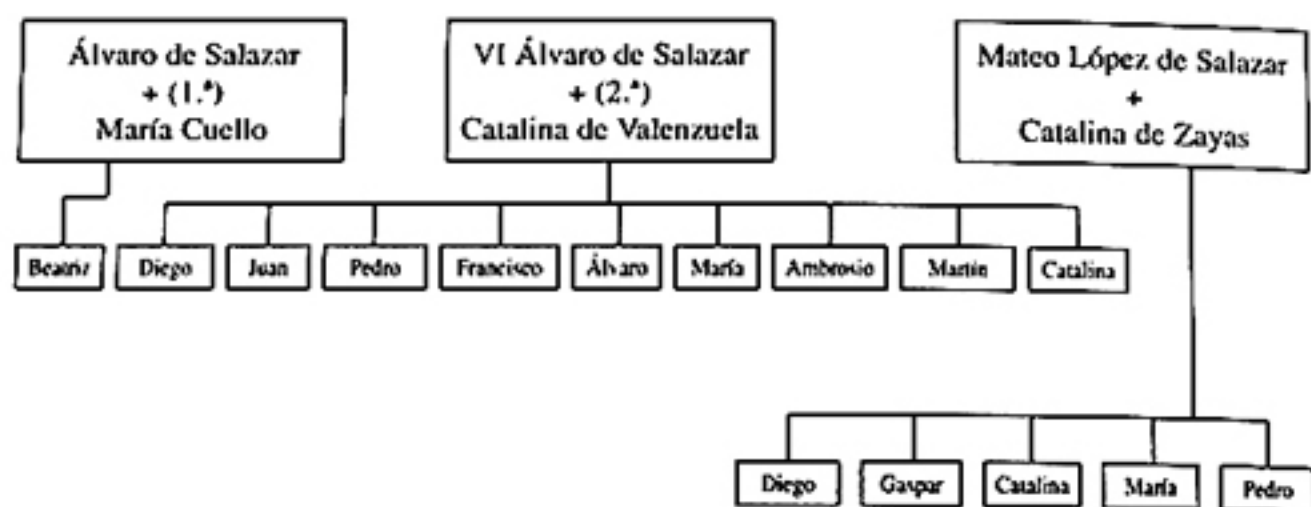 Álvaro de Salazar
+ (1.ª)
María Cuello
VI Álvaro de Salazar
+ (2.ª)
Catalina de Valenzuela
Mateo López de Salazar
+
Catalina de Zayas
Beatriz
Diego
Juan
Pedro
Francisco
Álvaro
María
Ambrosio
Martín
Catalina
Diego
Gaspar
Catalina
María
Pedro